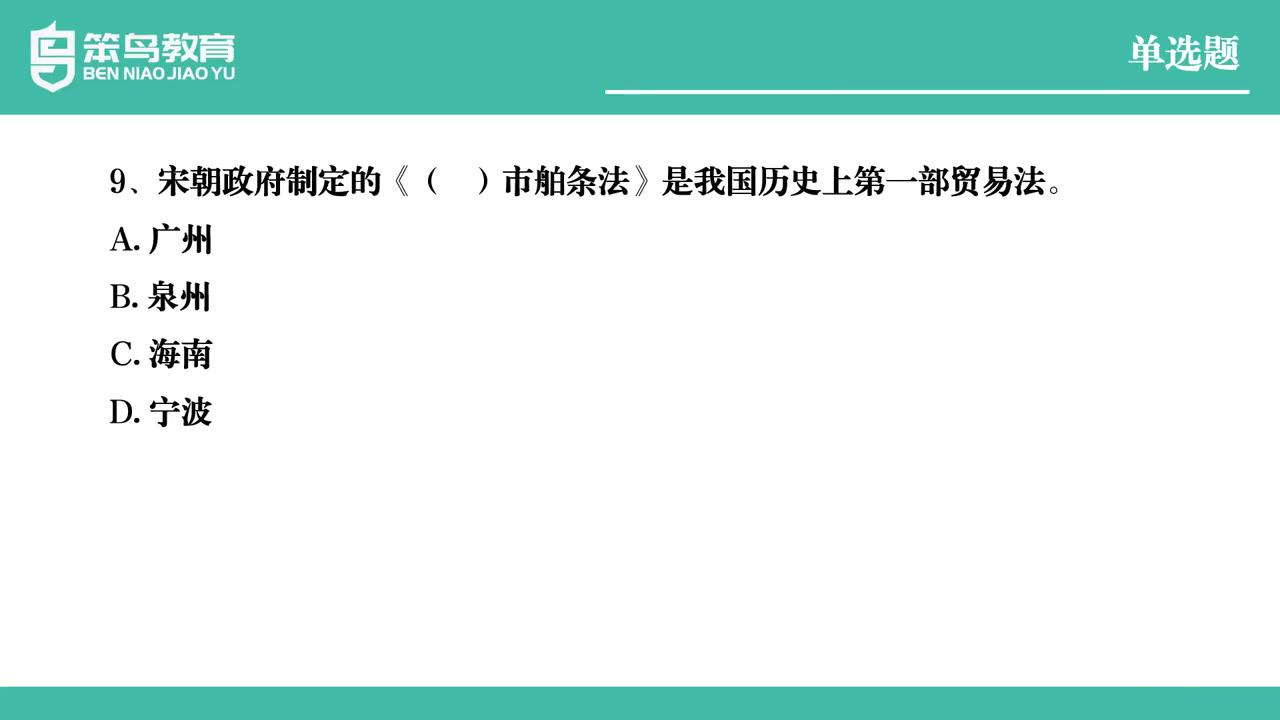 笨鸟教育
BEN NIAO JIAO YU
单选题
9、宋朝政府制定的《（ ）市舶条法》是我国历史上第一部贸易法。
A. 广州
B. 泉州
C. 海南
D. 宁波